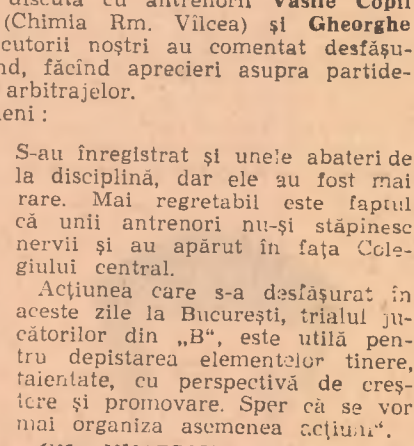 discuta cu antrenorii Vasile Copil
(Chimia Rm. Vîlcea) şi Gheorghe
cutorii noştri au comentat desfăşu-
nd, făcînd aprecieri asupra partide-
arbitrajelor.
eni :
S-au înregistrat şi unele abateri de
la disciplină, dar ele au fost mai
rare. Mai regretabil este faptul
că unii antrenori nu-şi stăpînesc
nervii şi au apărut în faţa Cole-
giului central.
Acţiunea care s-a desfăşurat în
aceste zile la Bucureşti, trialul ju-
cătorilor din „B“, este utilă pen-
tru depistarea elementelor tinere,
talentate, cu perspectivă de creş-
tere şi promovare. Sper că se vor
mai organiza asemenea acţiuni“.